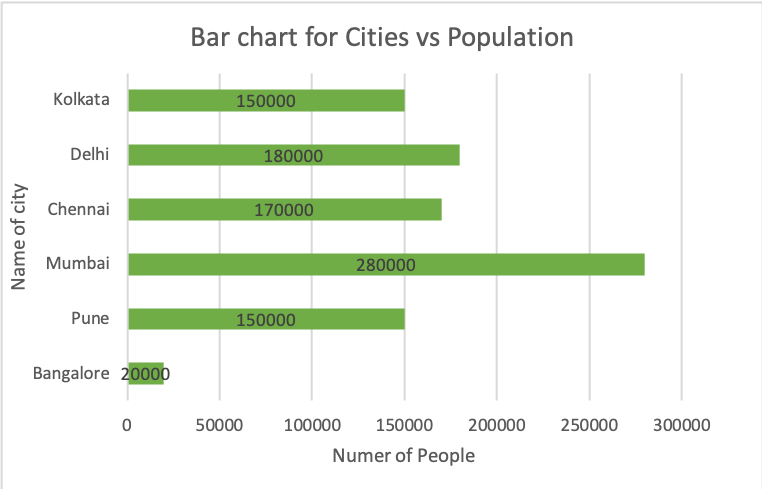 Bar chart for Cities vs Population
Name of city
Kolkata 150000
Delhi 180000
Chennai 170000
Mumbai 280000
Pune 150000
Bangalore 20000
0 50000 100000 150000 200000 250000 300000
Numer of People